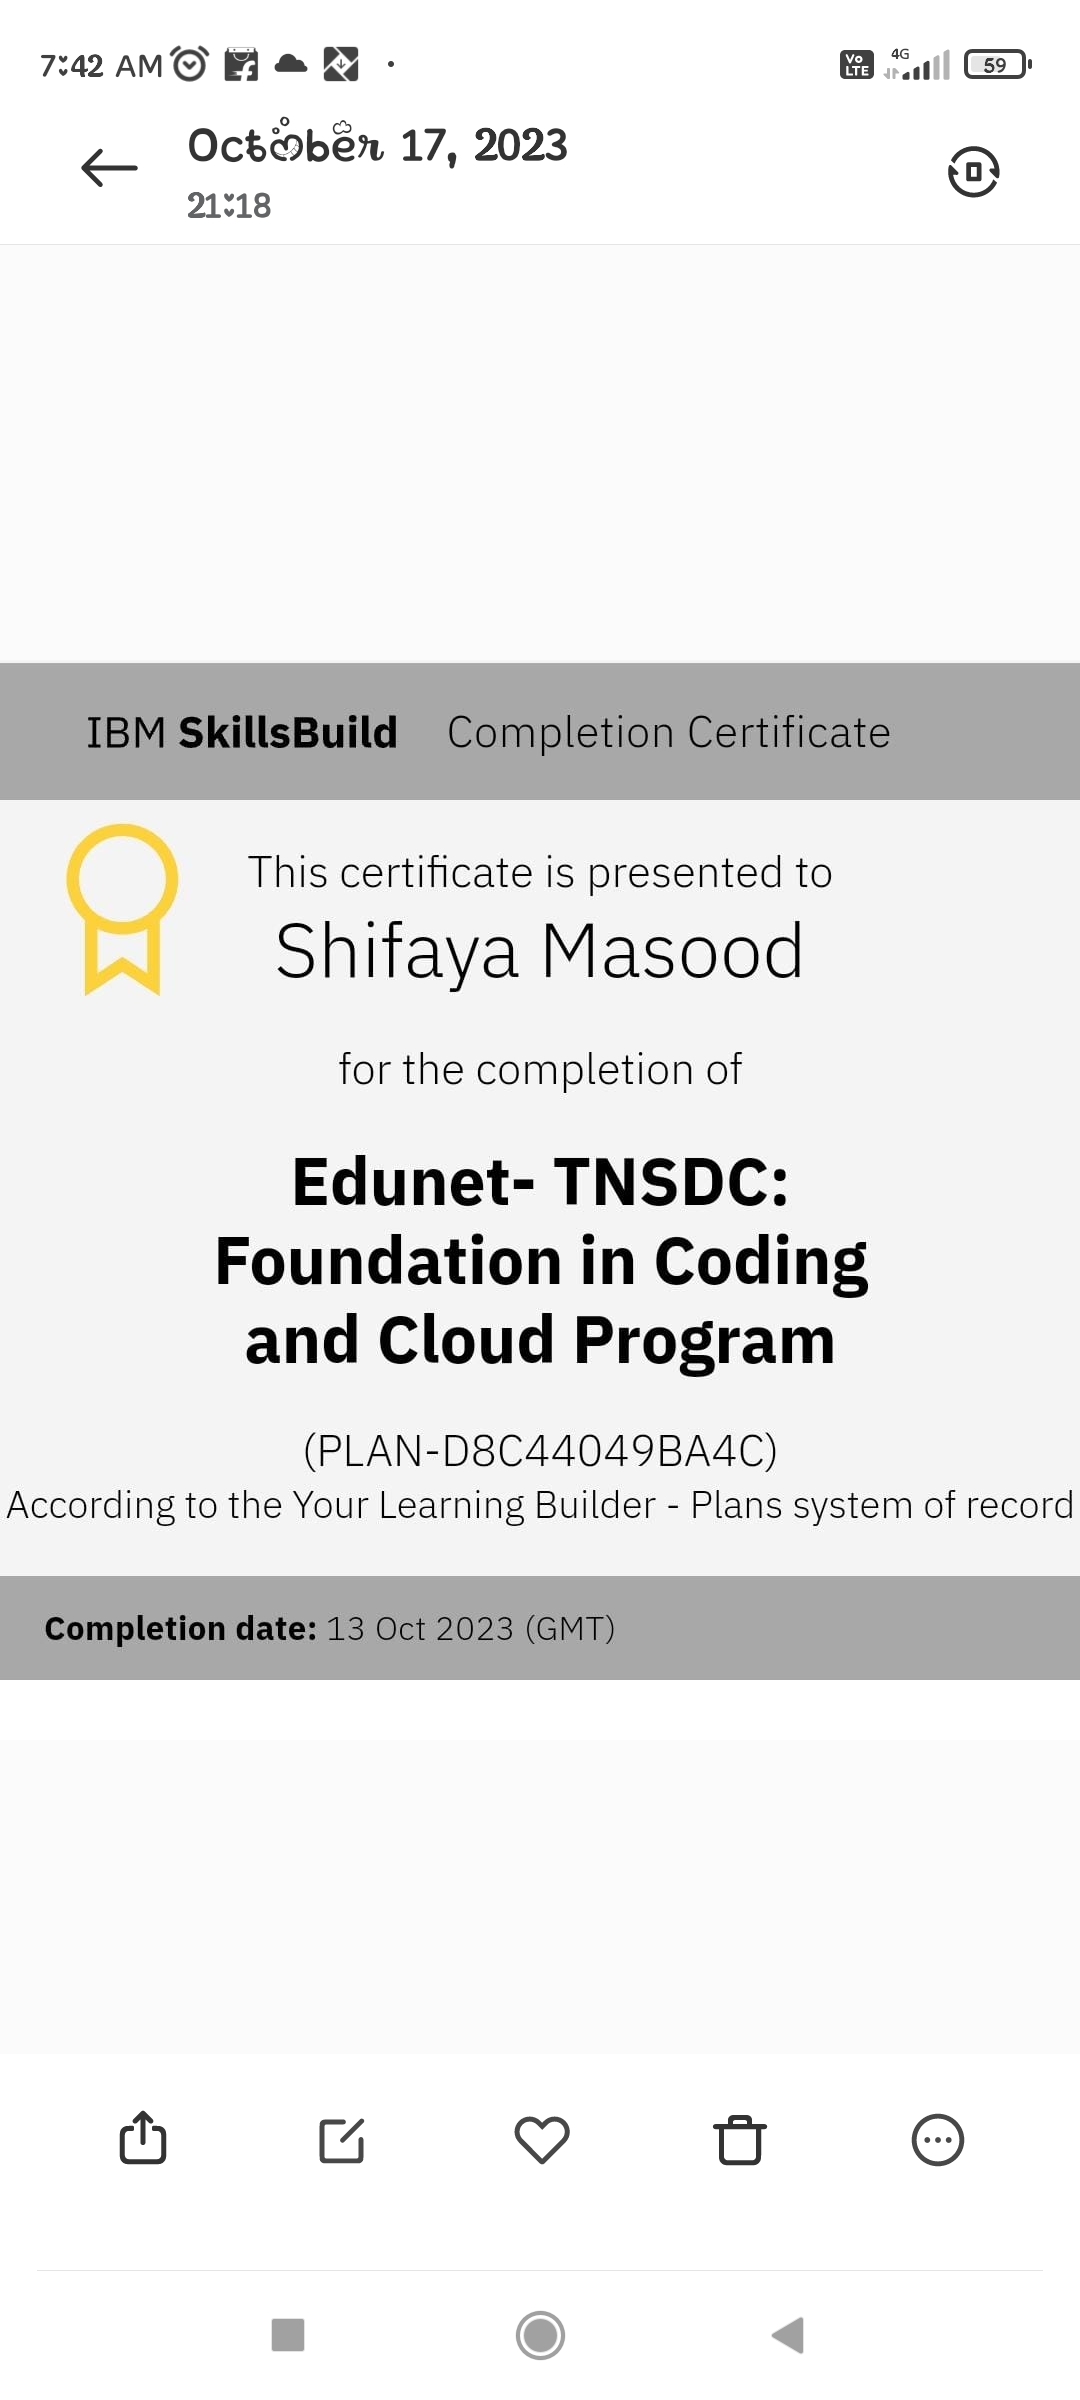 7:42 AM
Vo LTE 4G 59
October 17, 2023
21:18
IBM SkillsBuild Completion Certificate
This certificate is presented to
Shifaya Masood
for the completion of
Edunet- TNSDC:
Foundation in Coding
and Cloud Program
(PLAN-D8C44049BA4C)
According to the Your Learning Builder - Plans system of record
Completion date: 13 Oct 2023 (GMT)